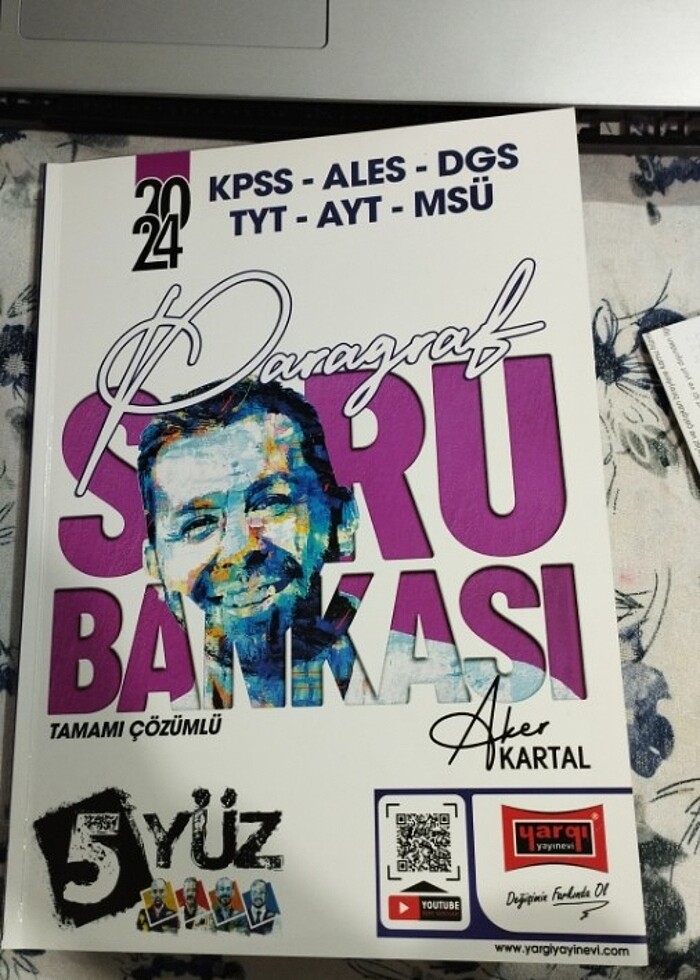 2024
KPSS - ALES - DGS
TYT - AYT - MSÜ
Paragraf
SORU
BANKASI
TAMAMI ÇÖZÜMLÜ
Aker
KARTAL
5 YÜZ
YOUTUBE
yargı
yayınevi
Değişimin Farkında Ol
www.yargiyayinevi.com